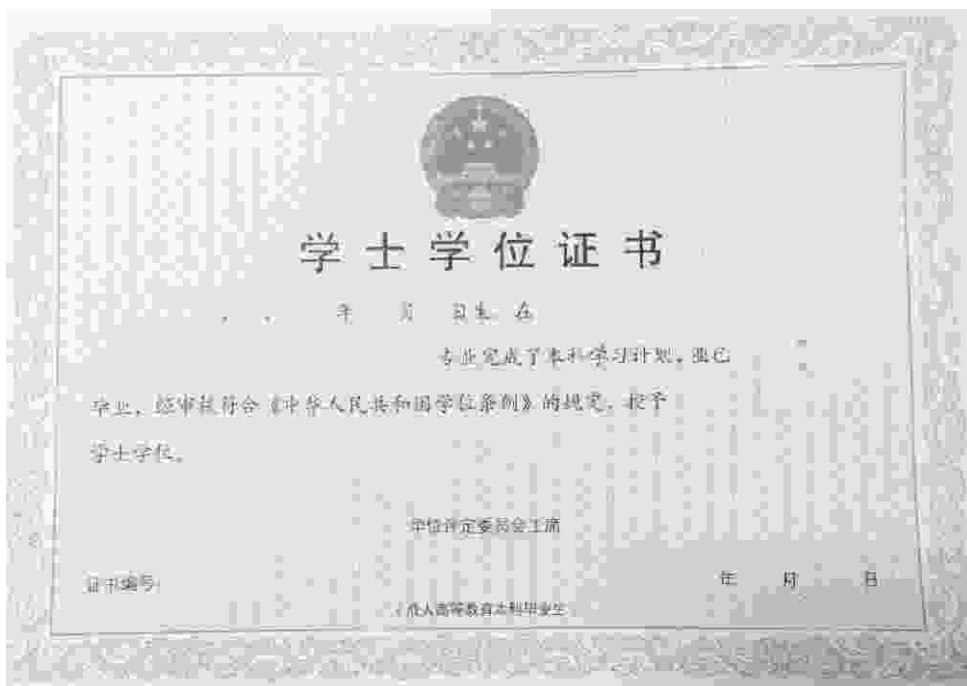 学士学位证书
， ， 年 月 日生。在
专业完成了本科学习计划，业已
毕业，经审核符合《中华人民共和国学位条例》的规定，授予
学士学位。
学位评定委员会主席
证书编号： 年 月 日
（成人高等教育本科毕业生）